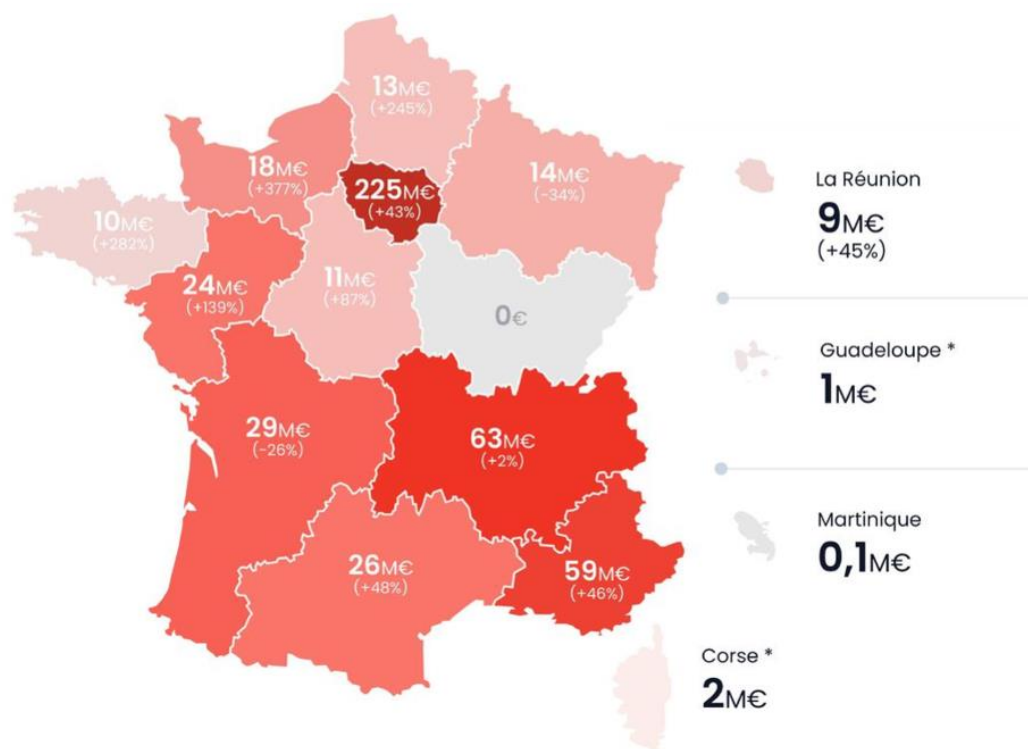 13M€
(+245%)
18M€
(+377%)
225M€
(+43%)
14M€
(-34%)
10M€
(+282%)
24M€
(+139%)
11M€
(+87%)
0€
29M€
(-26%)
63M€
(+2%)
26M€
(+48%)
59M€
(+46%)
La Réunion
9M€
(+45%)
Guadeloupe *
1M€
Martinique
0,1M€
Corse *
2M€